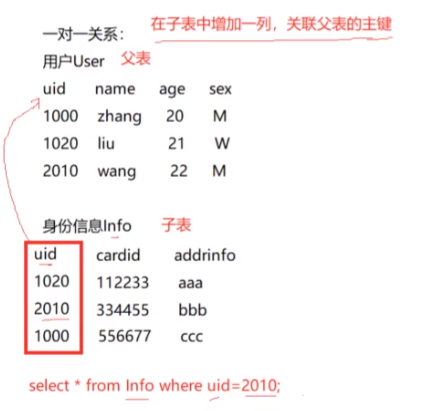 一对一关系： 在子表中增加一列，关联父表的主键
用户User 父表
uid name age sex
1000 zhang 20 M
1020 liu 21 W
2010 wang 22 M
身份信息Info 子表
uid cardid addrinfo
1020 112233 aaa
2010 334455 bbb
1000 556677 ccc
select * from Info where uid=2010;